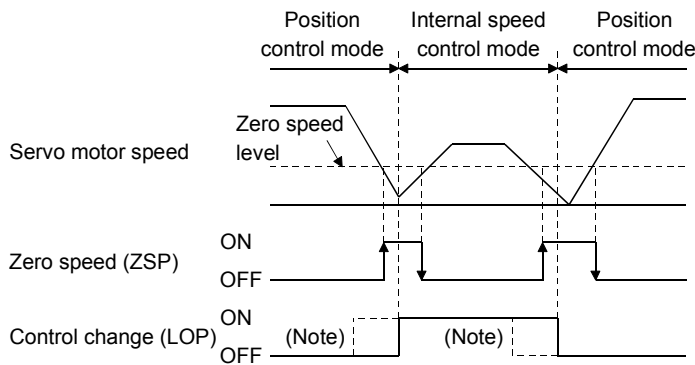 Position control mode
Internal speed control mode
Position control mode
Servo motor speed
Zero speed level
Zero speed (ZSP)
ON
OFF
Control change (LOP)
ON
OFF
(Note)
(Note)